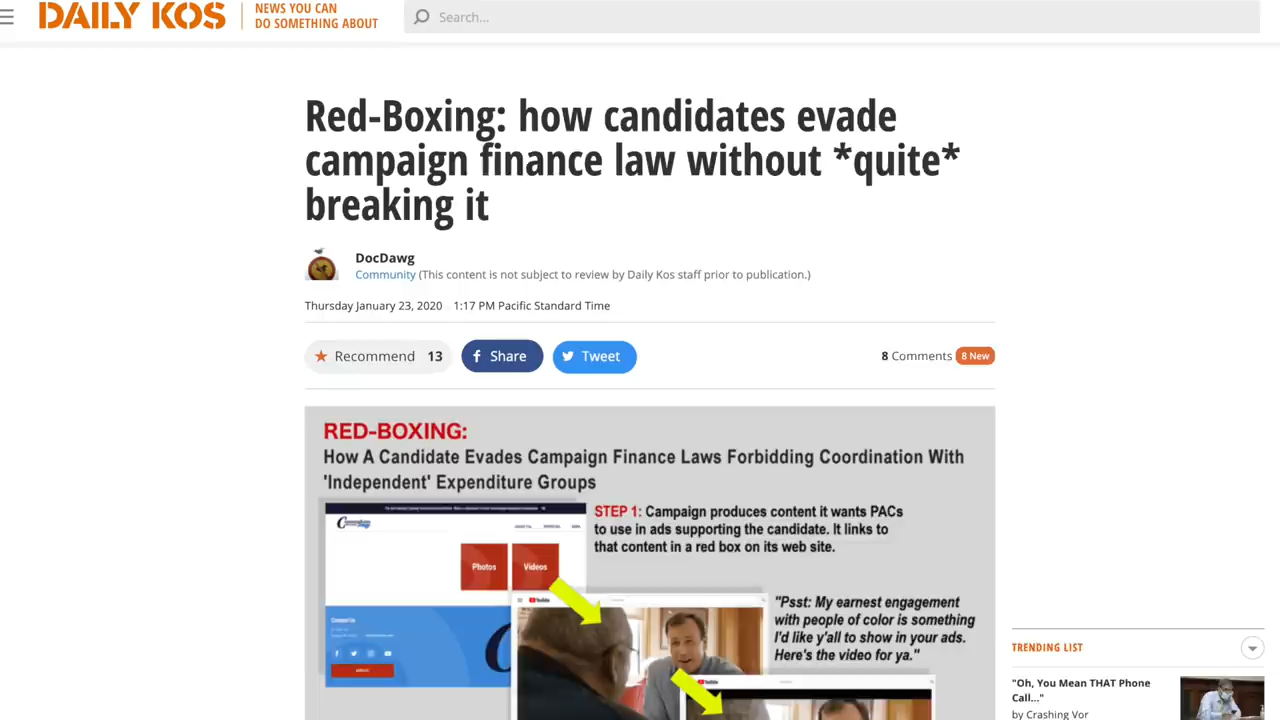 DAILY KOS
NEWS YOU CAN
DO SOMETHING ABOUT
Search...
Red-Boxing: how candidates evade
campaign finance law without *quite*
breaking it
DocDawg
Community (This content is not subject to review by Daily Kos staff prior to publication.)
Thursday January 23, 2020 1:17 PM Pacific Standard Time
Recommend 13 Share Tweet 8 Comments 8 New
RED-BOXING:
How A Candidate Evades Campaign Finance Laws Forbidding Coordination With
'Independent' Expenditure Groups
STEP 1: Campaign produces content it wants PACs
to use in ads supporting the candidate. It links to
that content in a red box on its web site.
Photos Videos
"Psst: My earnest engagement
with people of color is something
I'd like y'all to show in your ads.
Here's the video for ya."
YouTube
YouTube
TRENDING LIST
"Oh, You Mean THAT Phone
Call..."
by Crashing Vor